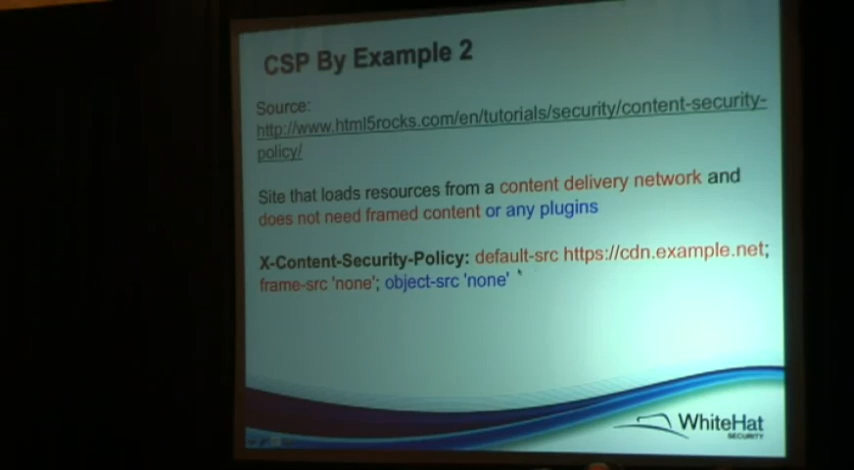 CSP By Example 2
Source:
http://www.html5rocks.com/en/tutorials/security/content-security-
policy/
Site that loads resources from a content delivery network and
does not need framed content or any plugins
X-Content-Security-Policy: default-src https://cdn.example.net;
frame-src 'none'; object-src 'none'
WhiteHat
SECURITY